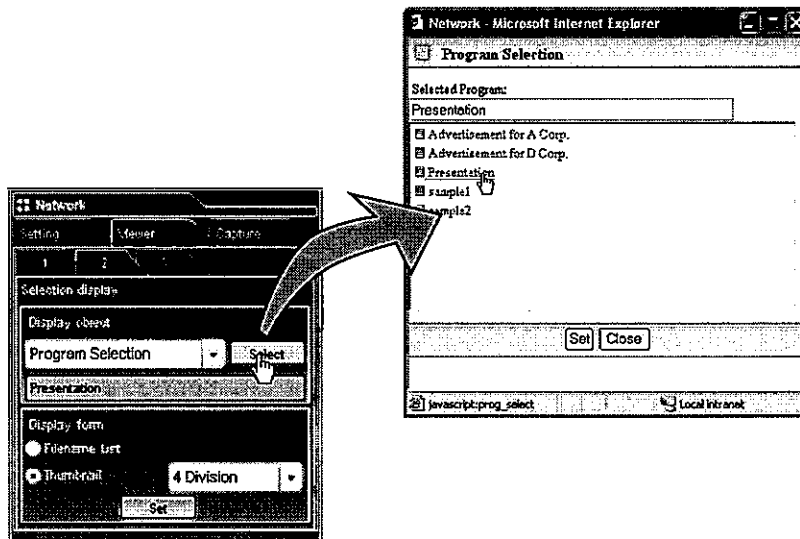 Network
Setting Viewer Capture
1 2
Selection display
Display object
Program Selection Select
Presentation
Display form
Filename List
Thumbnail 4 Division
Set
Network - Microsoft Internet Explorer
Program Selection
Selected Program:
Presentation
Advertisement for A Corp.
Advertisement for D Corp.
Presentation
sample1
sample2
Set Close
javascript:prog_select Local intranet